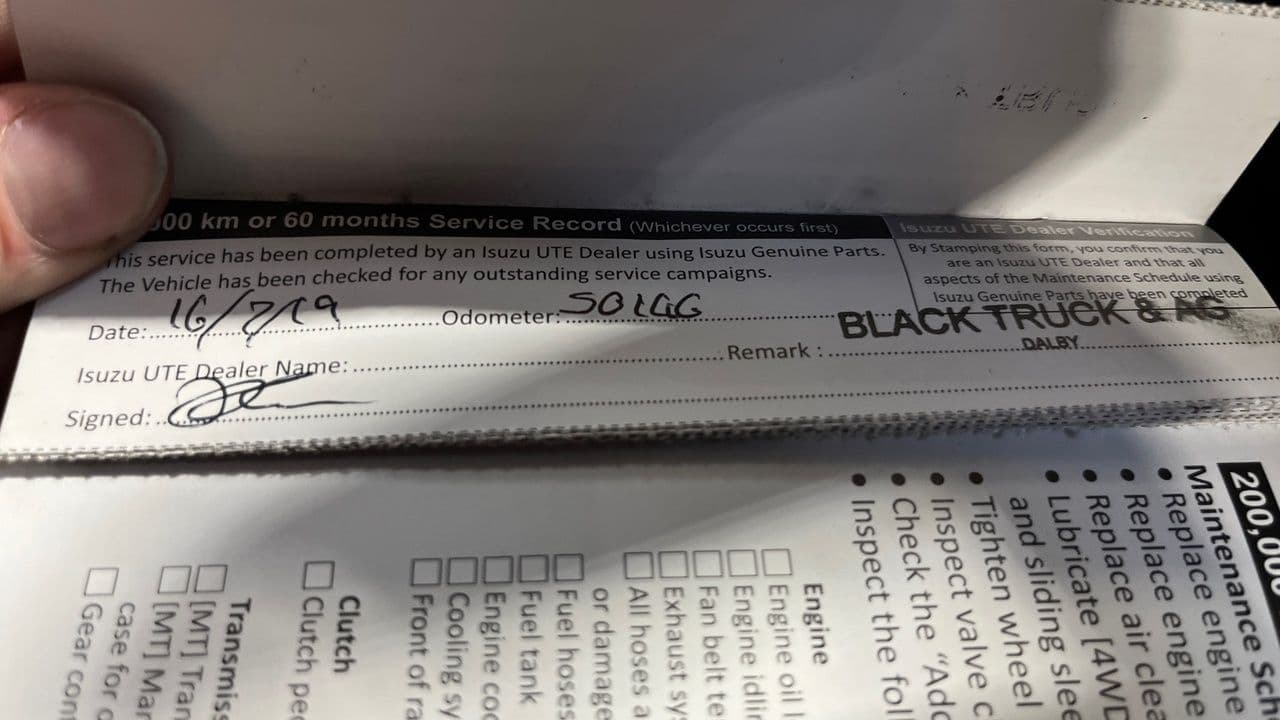 000 km or 60 months Service Record (Whichever occurs first)
This service has been completed by an Isuzu UTE Dealer using Isuzu Genuine Parts.
The Vehicle has been checked for any outstanding service campaigns.
Date: 16/7/19 Odometer:
Isuzu UTE Dealer Name: Remark :
Signed:
Isuzu UTE Dealer Verification
By Stamping this form, you confirm that you
are an Isuzu UTE Dealer and that all
aspects of the Maintenance Schedule using
Isuzu Genuine Parts have been completed
BLACK TRUCK & AG
DALBY
200,000
Maintenance Sch
• Replace engine
• Replace engine
• Replace air clea
• Lubricate [4WD
and sliding slee
• Tighten wheel
• Inspect valve c
• Inspect the "Add
• Check the
• Inspect the fol
Engine
Engine oil l
Engine idlin
Fan belt te
Exhaust sys
All hoses a
or damage
Fuel hoses
Fuel tank
Engine coo
Cooling sy
Front of ra
Clutch
Clutch ped
Transmiss
[MT] Tran
[MT] Man
case for o
Gear con